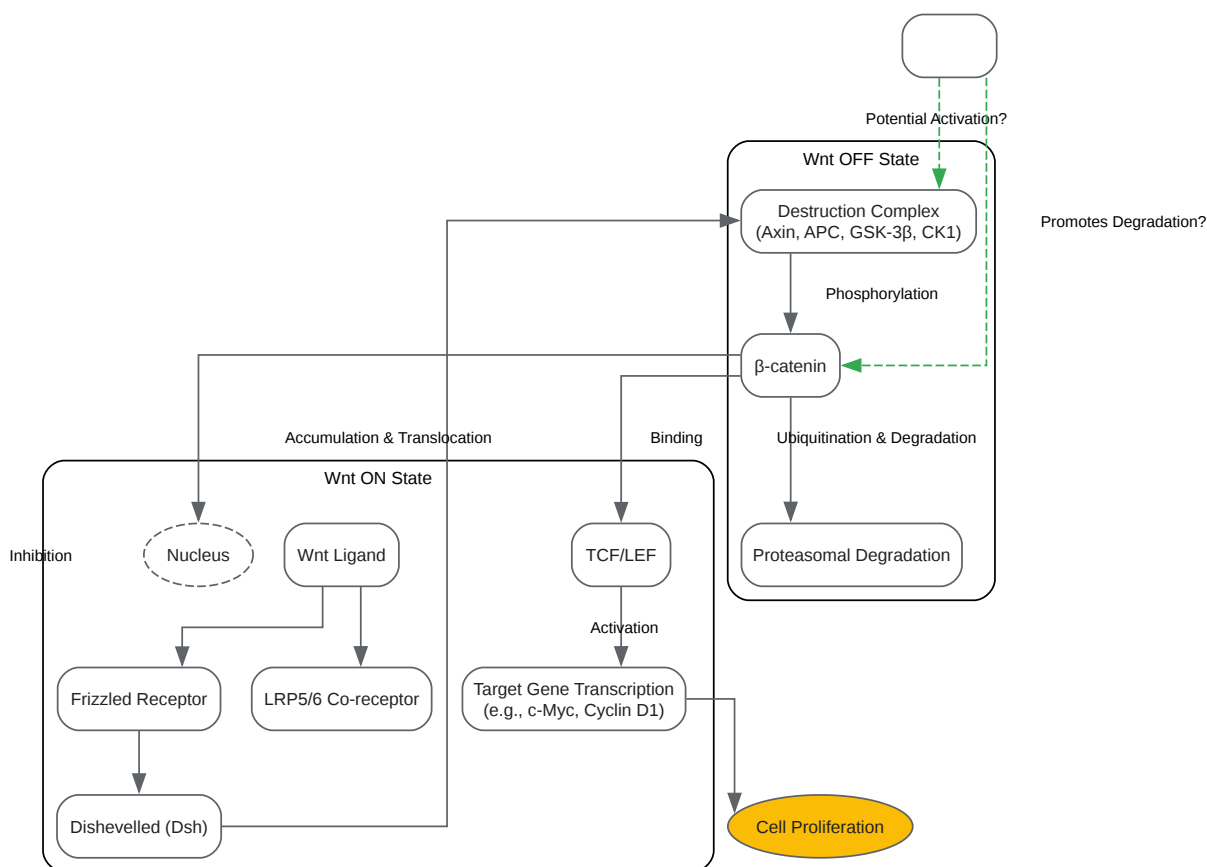 Potential Activation?
Wnt OFF State
Destruction Complex
(Axin, APC, GSK-3β, CK1)
Promotes Degradation?
Phosphorylation
β-catenin
Accumulation & Translocation
Binding
Ubiquitination & Degradation
Wnt ON State
Inhibition
Nucleus
Wnt Ligand
TCF/LEF
Proteasomal Degradation
Activation
Frizzled Receptor
LRP5/6 Co-receptor
Target Gene Transcription
(e.g., c-Myc, Cyclin D1)
Dishevelled (Dsh)
Cell Proliferation